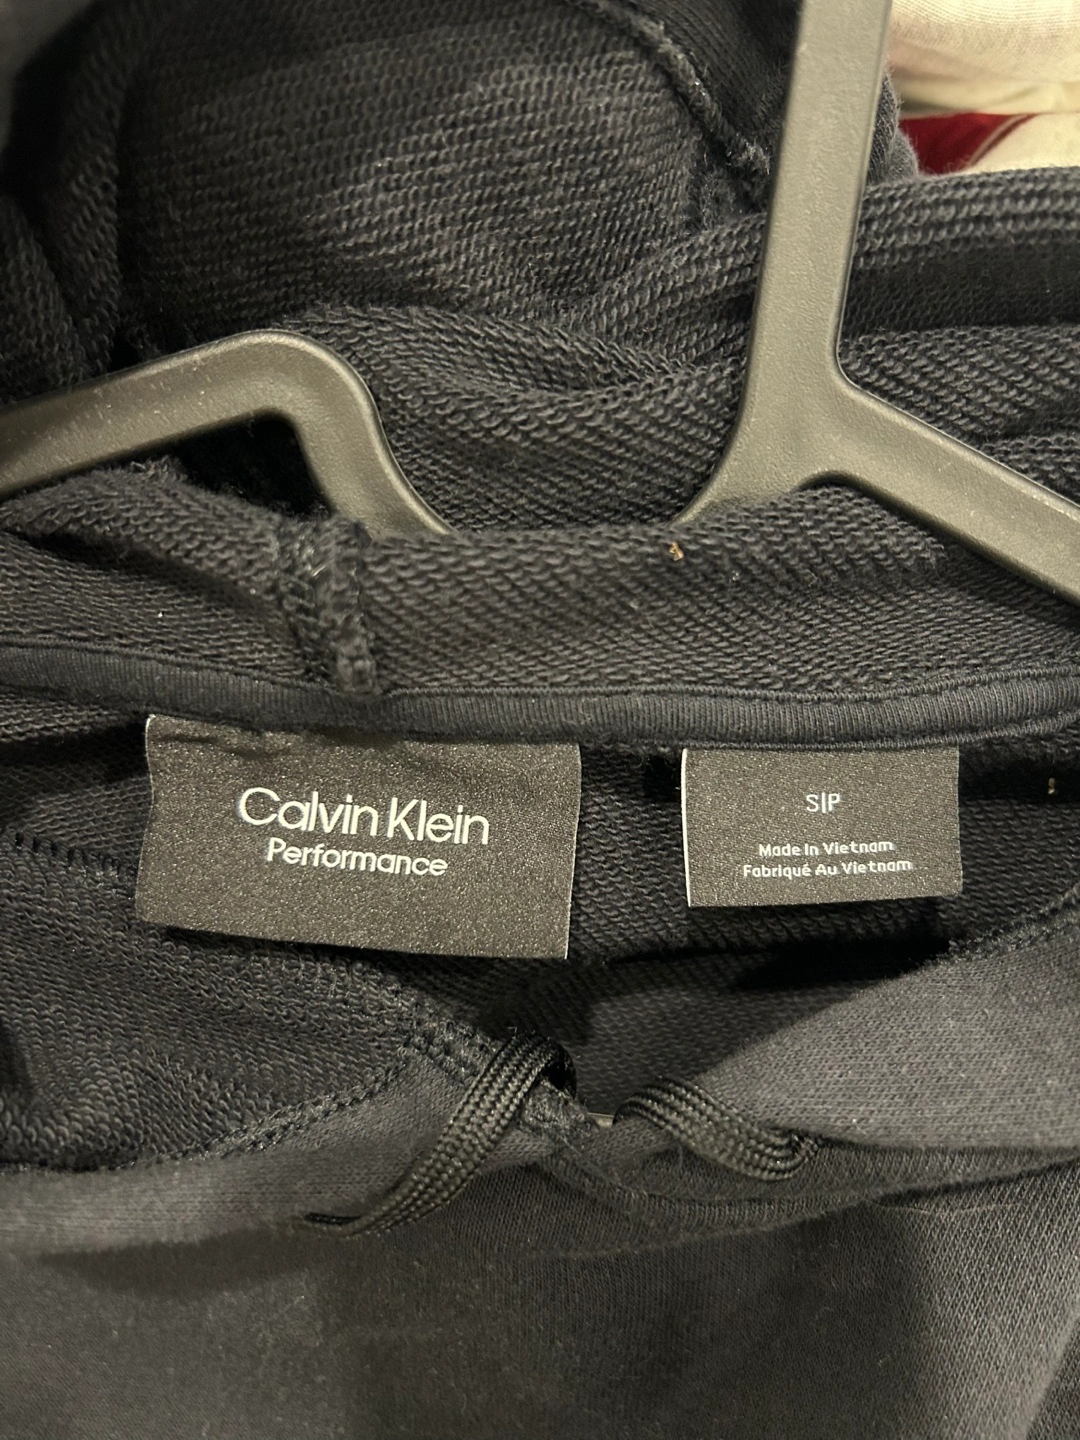 Calvin Klein
Performance
S|P
Made In Vietnam
Fabriqué Au Vietnam